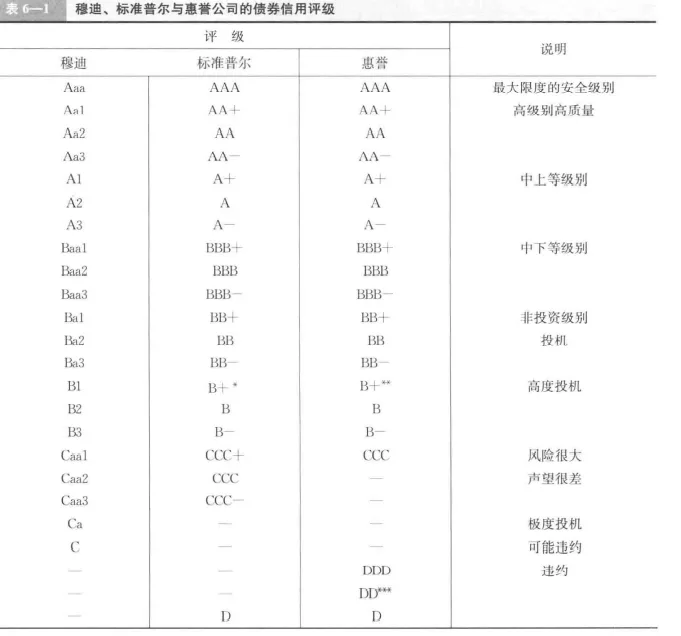 表 6—1 穆迪、标准普尔与惠誉公司的债券信用评级
评 级 说明
穆迪 标准普尔 惠誉
Aaa AAA AAA 最大限度的安全级别
Aa1 AA+ AA+ 高级别高质量
Aa2 AA AA
Aa3 AA— AA—
A1 A+ A+ 中上等级别
A2 A A
A3 A— A—
Baa1 BBB+ BBB+ 中下等级别
Baa2 BBB BBB
Baa3 BBB— BBB—
Ba1 BB+ BB+ 非投资级别
Ba2 BB BB 投机
Ba3 BB— BB—
B1 B+ * B+** 高度投机
B2 B B
B3 B— B—
Caa1 CCC+ CCC 风险很大
Caa2 CCC — 声望很差
Caa3 CCC— —
Ca — — 极度投机
C — — 可能违约
— — DDD 违约
— — DD***
— D D